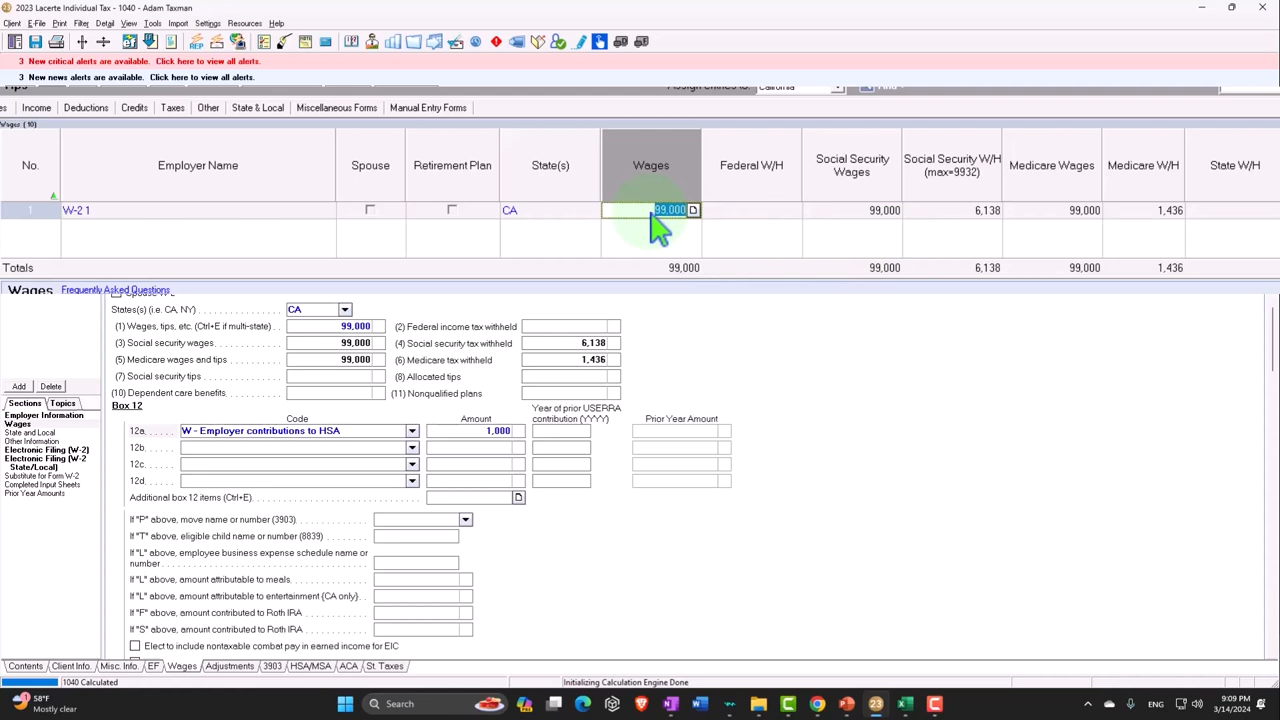 2023 Lacerte Individual Tax - 1040 - Adam Taxman
Client E-File Print Filter Detail View Tools Import Settings Resources Help
3 New critical alerts are available. Click here to view all alerts.
3 New news alerts are available. Click here to view all alerts.
Income Deductions Credits Taxes Other State & Local Miscellaneous Forms Manual Entry Forms
Wages (10)
No. Employer Name Spouse Retirement Plan State(s) Wages Federal W/H Social Security Wages Social Security W/H (max=9932) Medicare Wages Medicare W/H State W/H
1 W-2 1 CA 99,000 99,000 6,138 99,000 1,436
Totals 99,000 99,000 6,138 99,000 1,436
Wages Frequently Asked Questions
States(s) (i.e. CA, NY) CA
(1) Wages, tips, etc. (Ctrl+E if multi-state) 99,000 (2) Federal income tax withheld
(3) Social security wages 99,000 (4) Social security tax withheld 6,138
(5) Medicare wages and tips 99,000 (6) Medicare tax withheld 1,436
(7) Social security tips (8) Allocated tips
(10) Dependent care benefits (11) Nonqualified plans
Add Delete
Sections Topics
Employer Information
Wages
State and Local
Other Information
Electronic Filing (W-2)
Electronic Filing (W-2 State/Local)
Substitute for Form W-2
Completed Input Sheets
Prior Year Amounts
Box 12
Code Amount Year of prior USERRA contribution (YYYY) Prior Year Amount
12a W - Employer contributions to HSA 1,000
12b
12c
12d
Additional box 12 items (Ctrl+E)
If "P" above, move name or number (3903)
If "T" above, eligible child name or number (8839)
If "L" above, employee business expense schedule name or
number
If "L" above, amount attributable to meals
If "L" above, amount attributable to entertainment {CA only}
If "F" above, amount contributed to Roth IRA
If "S" above, amount contributed to Roth IRA
Elect to include nontaxable combat pay in earned income for EIC
Contents Client Info. Misc. Info. EF Wages Adjustments 3903 HSA/MSA ACA St. Taxes
1040 Calculated Initializing Calculation Engine Done
58°F
Mostly clear
Search
23
ENG
9:09 PM
3/14/2024